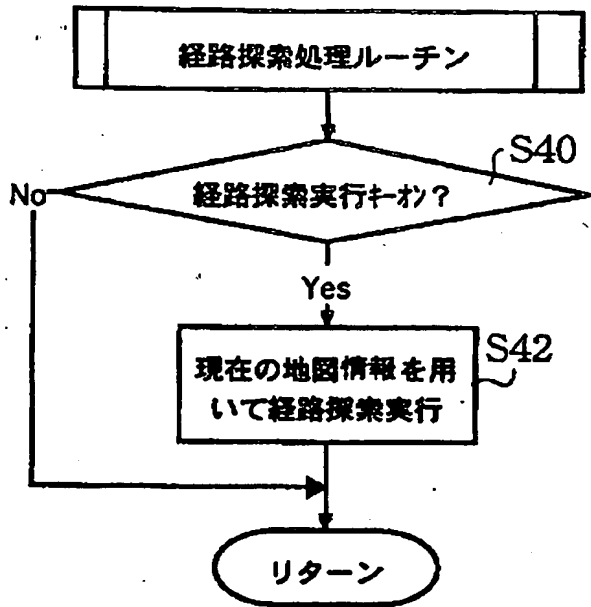 経路探索処理ルーチン
S40
No
経路探索実行キーオン?
Yes
S42
現在の地図情報を用
いて経路探索実行
リターン